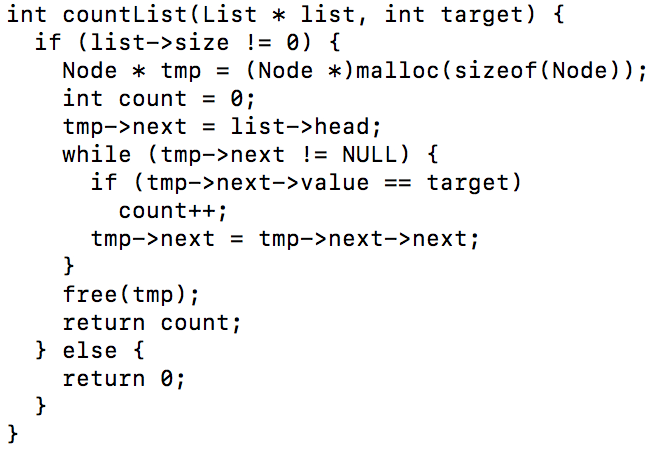 int countList(List * list, int target) {
  if (list->size != 0) {
    Node * tmp = (Node *)malloc(sizeof(Node));
    int count = 0;
    tmp->next = list->head;
    while (tmp->next != NULL) {
      if (tmp->next->value == target)
        count++;
      tmp->next = tmp->next->next;
    }
    free(tmp);
    return count;
  } else {
    return 0;
  }
}